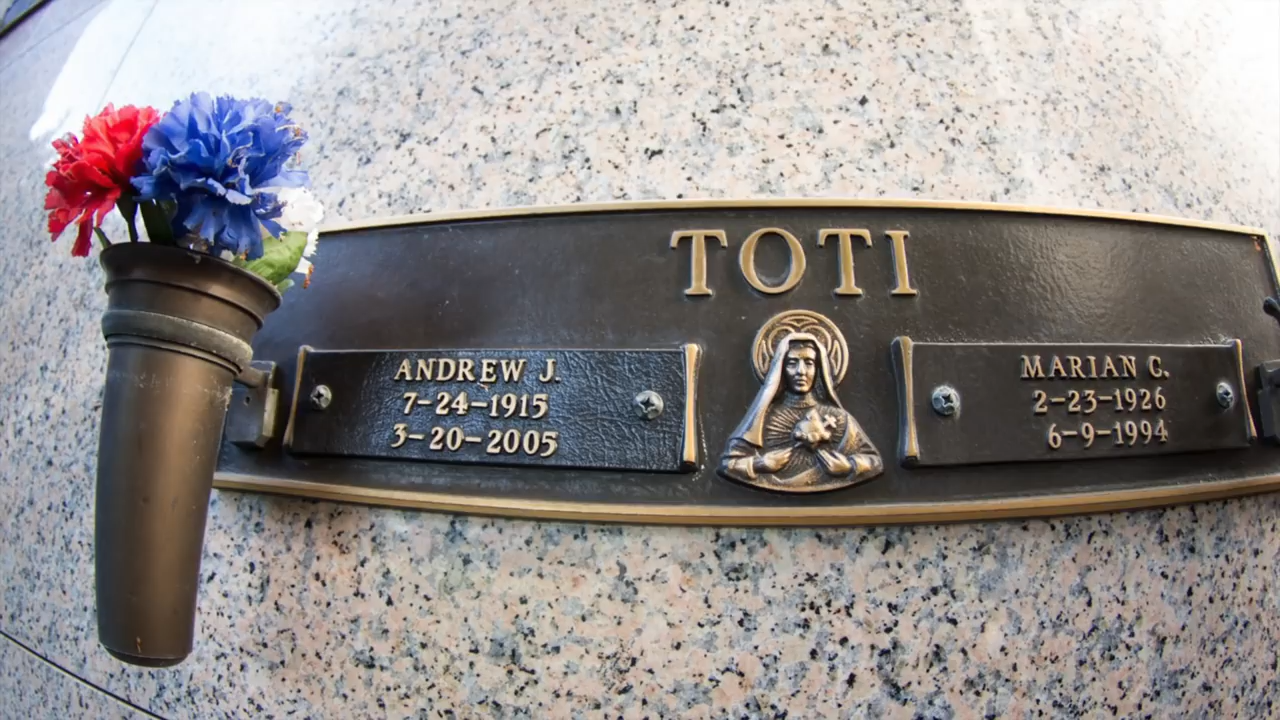 TOTI
ANDREW J.
7-24-1915
3-20-2005
MARIAN C.
2-23-1926
6-9-1994